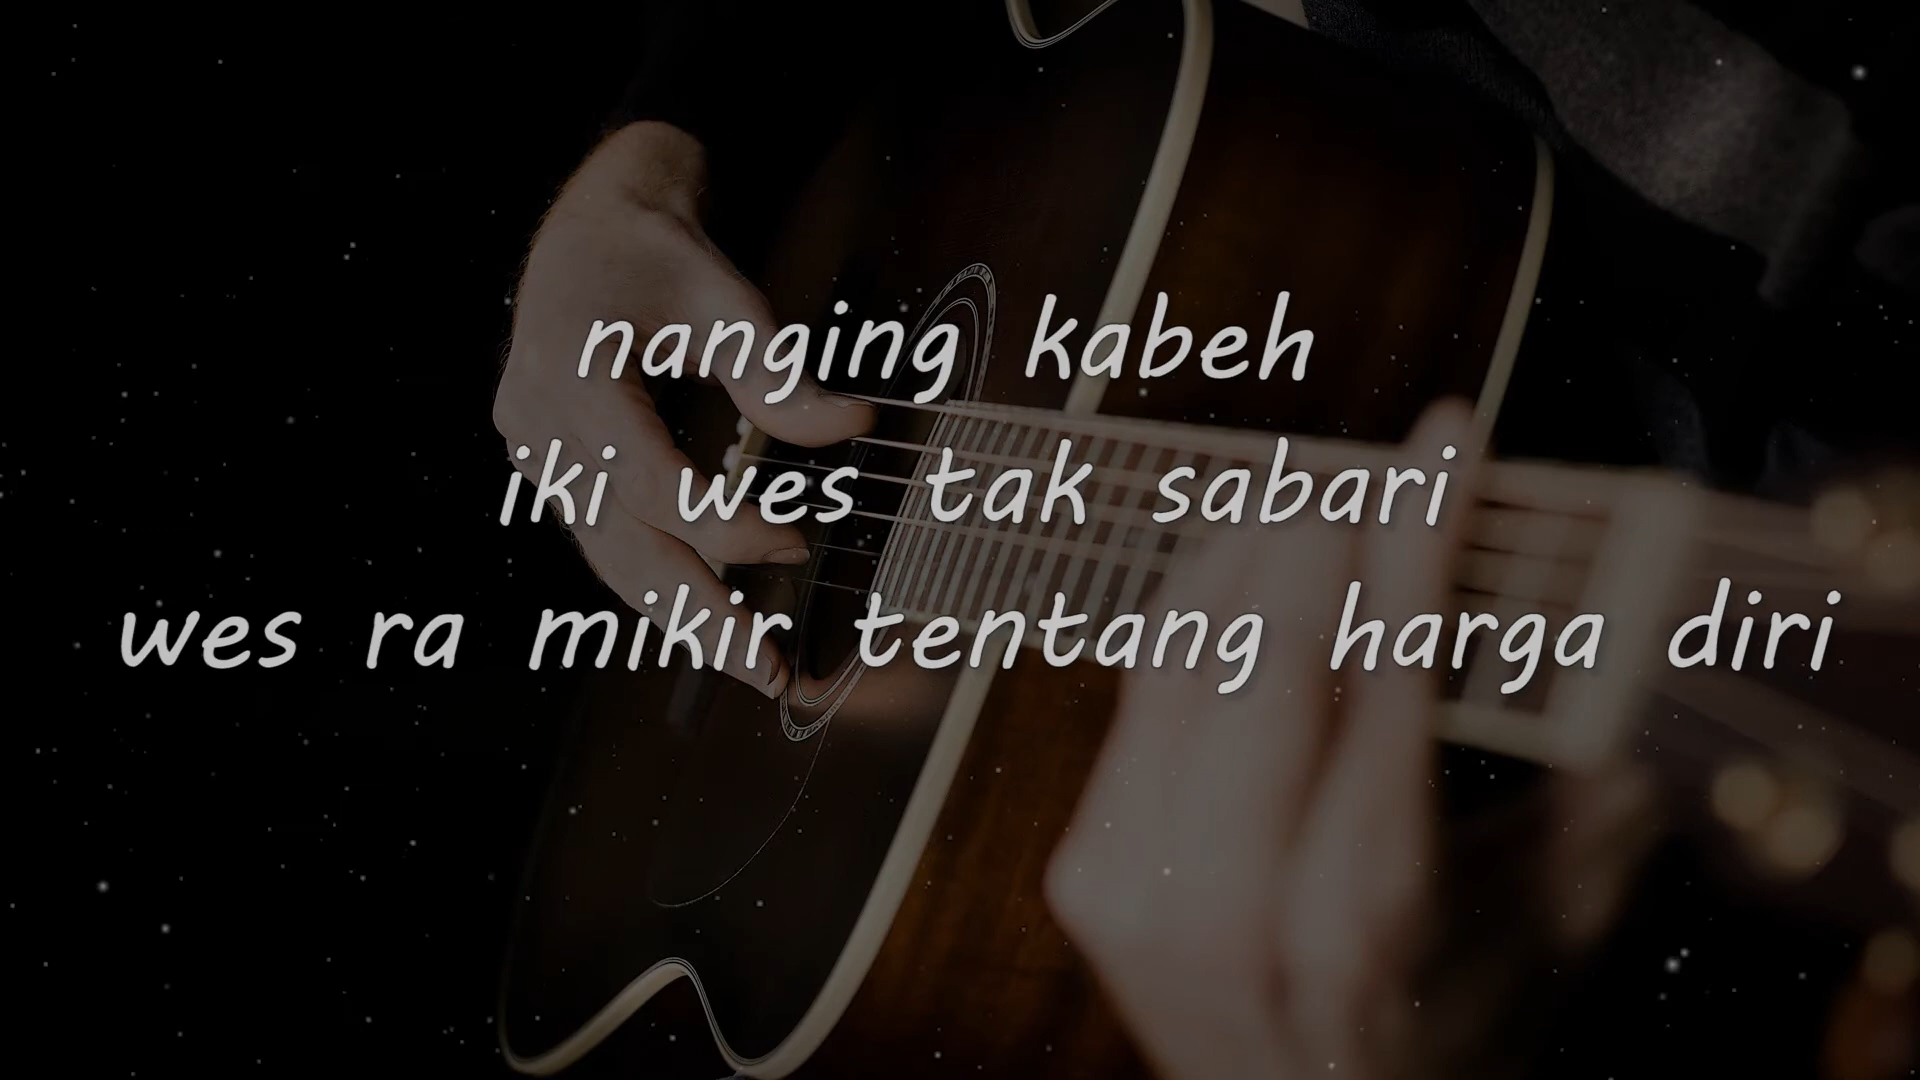 nanging kabeh
iki wes tak sabari
wes ra mikir tentang harga diri